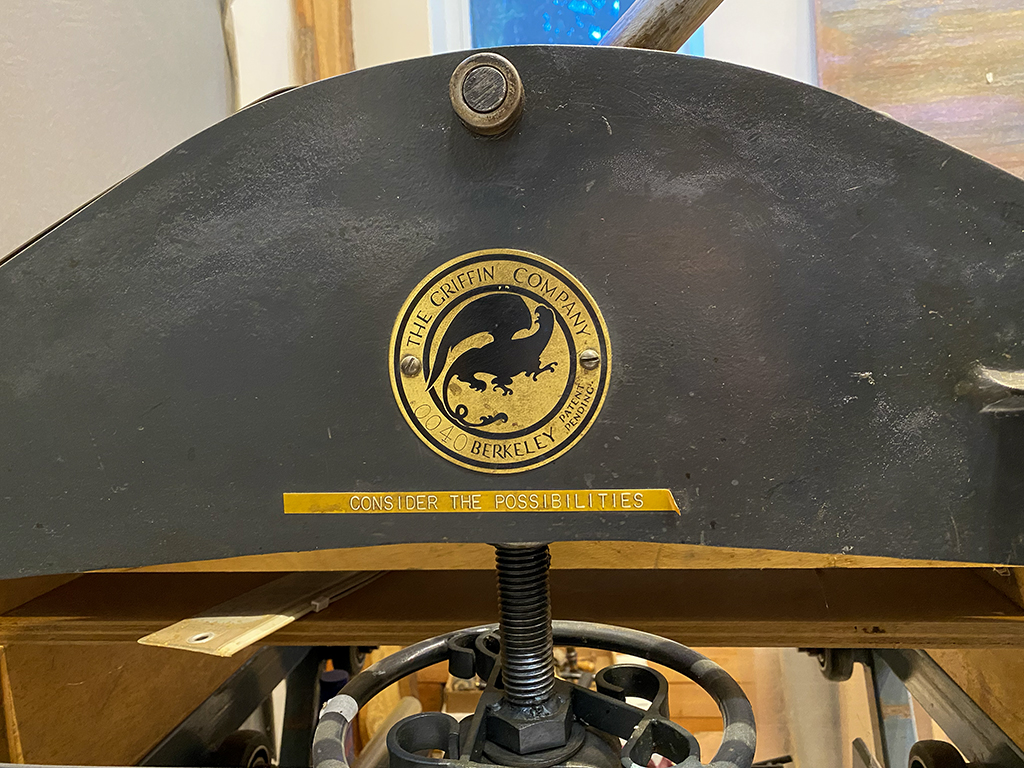 THE GRIFFIN COMPANY
0040
BERKELEY
PATENT
PENDING
CONSIDER THE POSSIBILITIES